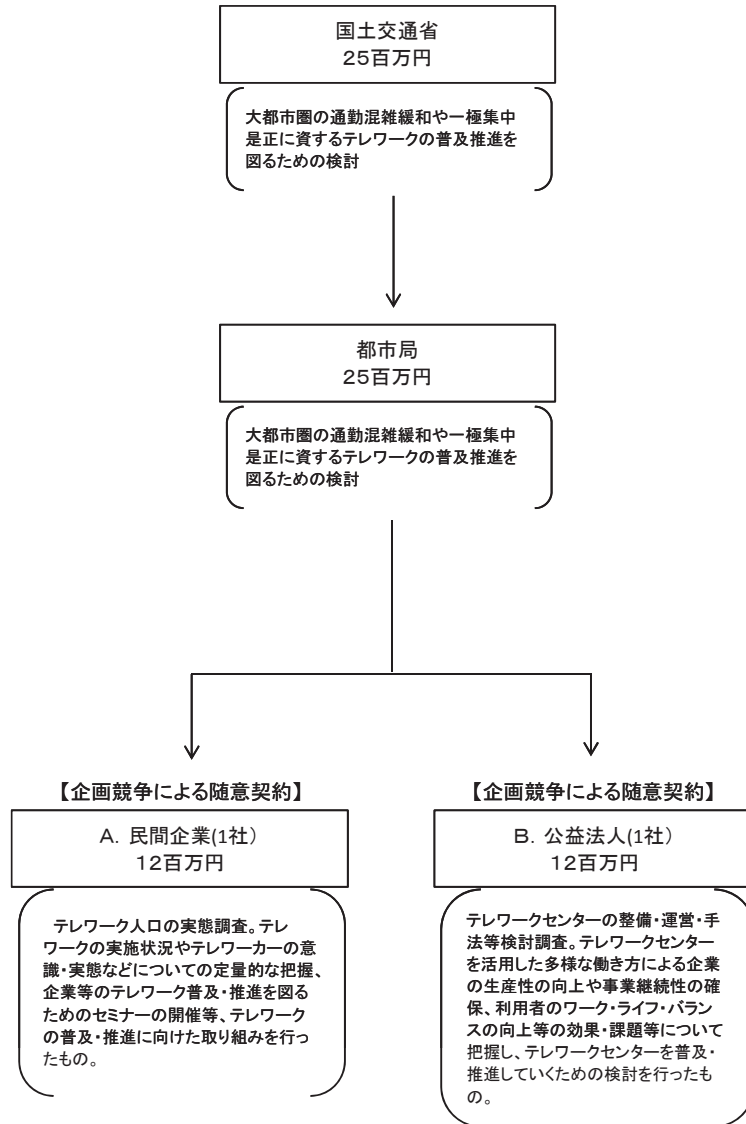 国土交通省
25百万円
大都市圏の通勤混雑緩和や一極集中
是正に資するテレワークの普及推進を
図るための検討
都市局
25百万円
大都市圏の通勤混雑緩和や一極集中
是正に資するテレワークの普及推進を
図るための検討
【企画競争による随意契約】
A. 民間企業(1社)
12百万円
テレワーク人口の実態調査。テレ
ワークの実施状況やテレワーカーの意
識・実態などについての定量的な把握、
企業等のテレワーク普及・推進を図る
ためのセミナーの開催等、テレワーク
の普及・推進に向けた取り組みを行っ
たもの。
【企画競争による随意契約】
B. 公益法人(1社)
12百万円
テレワークセンターの整備・運営・手
法等検討調査。テレワークセンター
を活用した多様な働き方による企業
の生産性の向上や事業継続性の確
保、利用者のワーク・ライフ・バラン
スの向上等の効果・課題等について
把握し、テレワークセンターを普及・
推進していくための検討を行ったも
の。